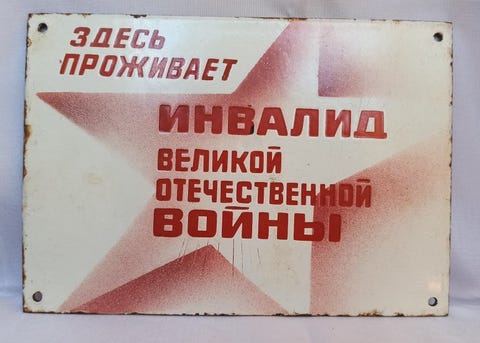 ЗДЕСЬ
ПРОЖИВАЕТ
ИНВАЛИД
ВЕЛИКОЙ
ОТЕЧЕСТВЕННОЙ
ВОЙНЫ